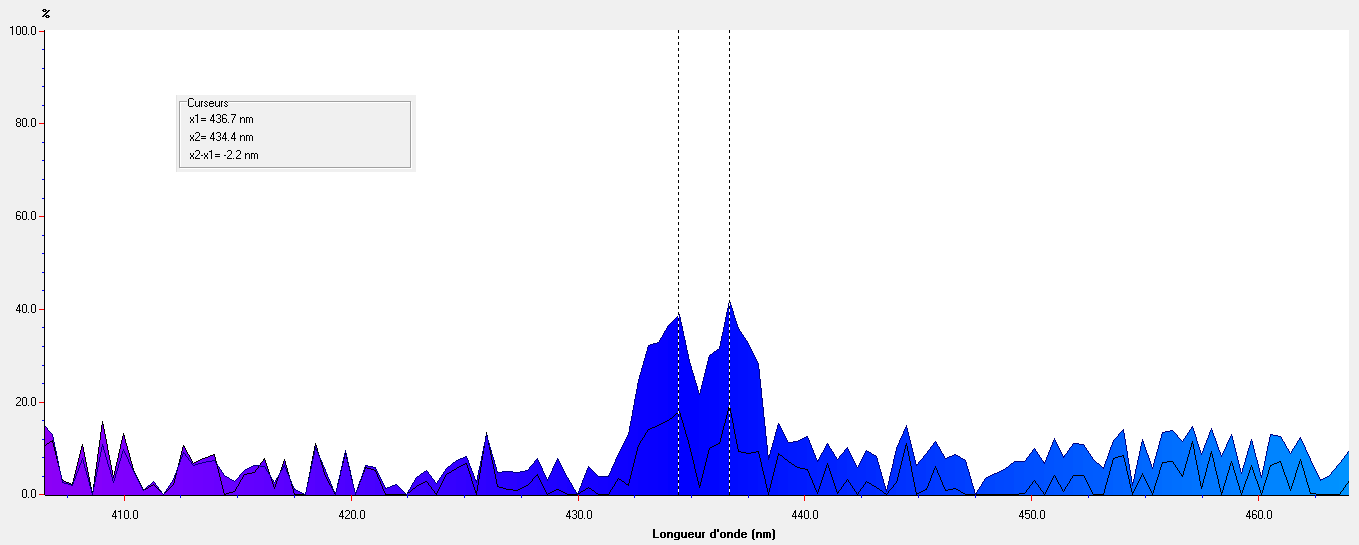 %
100.0
80.0
60.0
40.0
20.0
0.0
Curseurs
x1= 436.7 nm
x2= 434.4 nm
x2-x1= -2.2 nm
410.0 420.0 430.0 440.0 450.0 460.0
Longueur d'onde (nm)